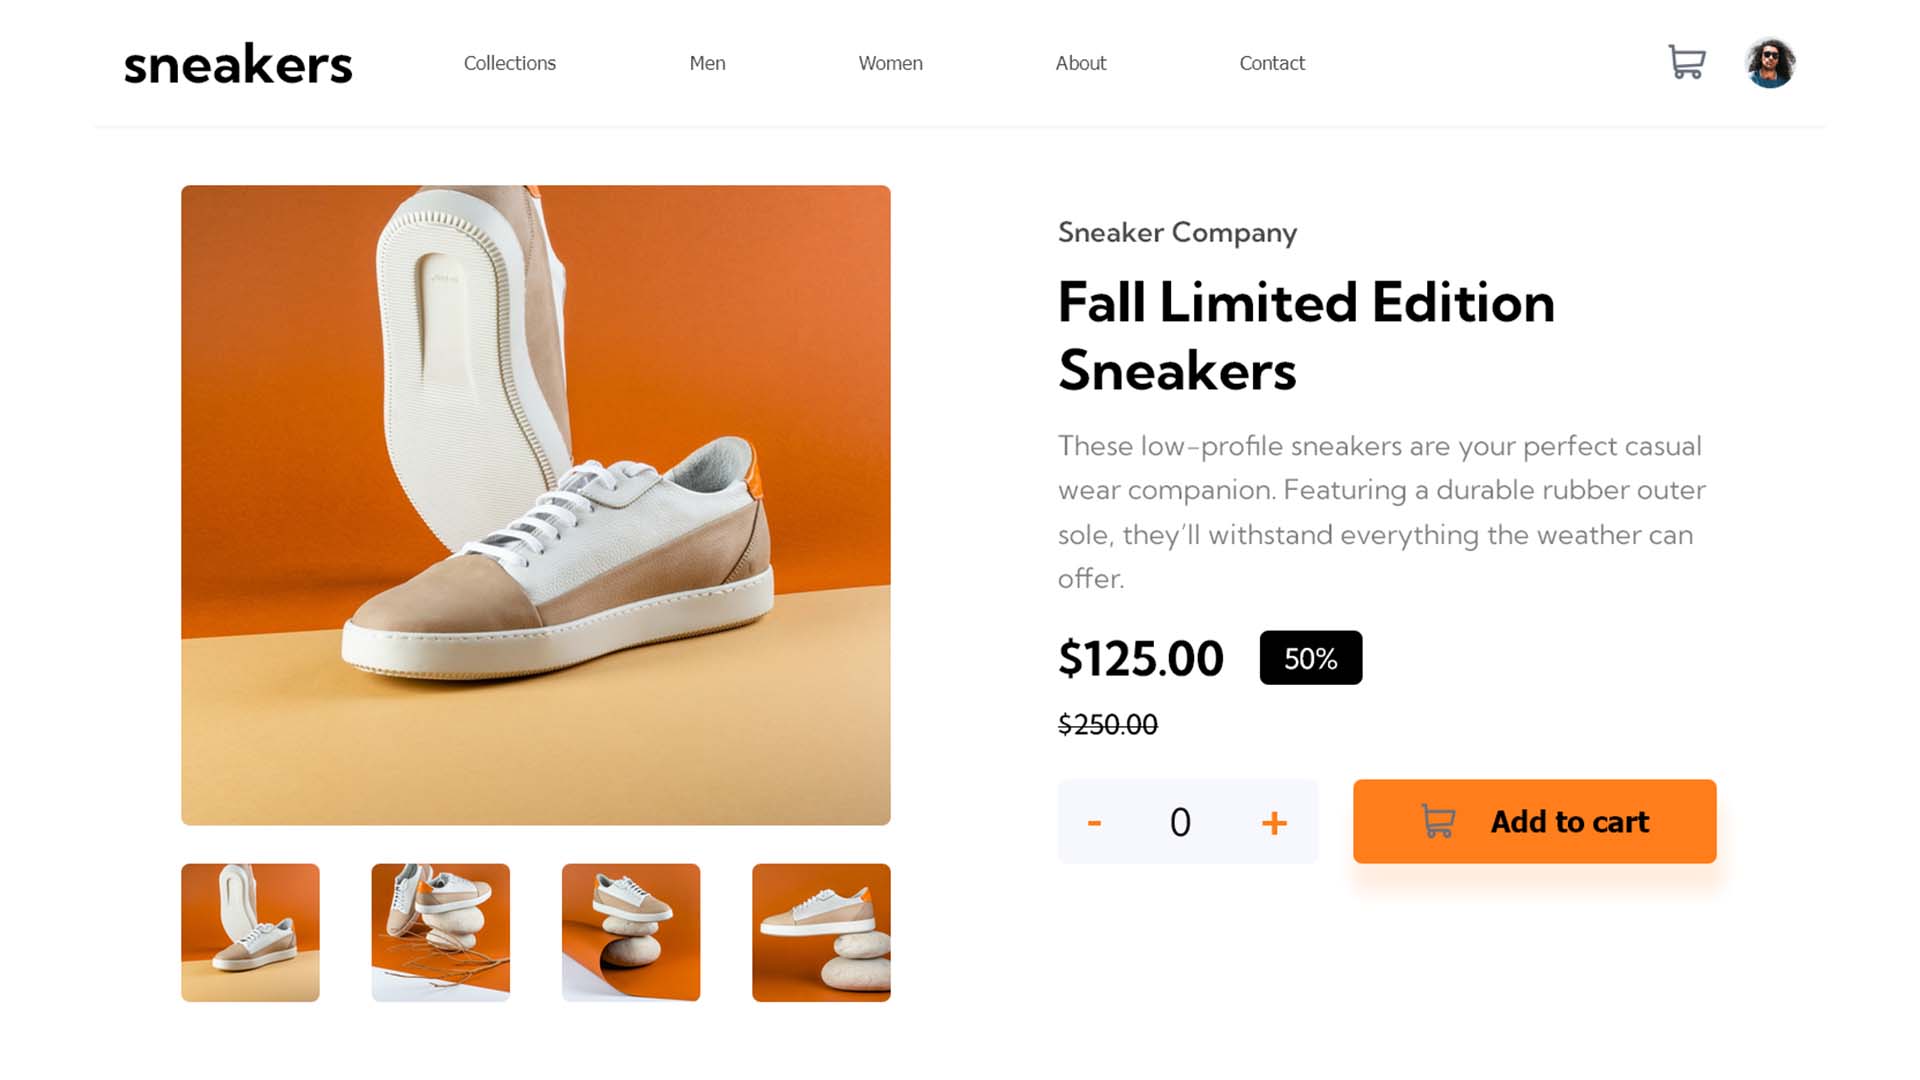 sneakers
Collections
Men
Women
About
Contact
Sneaker Company
Fall Limited Edition
Sneakers
These low-profile sneakers are your perfect casual
wear companion. Featuring a durable rubber outer
sole, they’ll withstand everything the weather can
offer.
$125.00
50%
$250.00
- 0 +
Add to cart